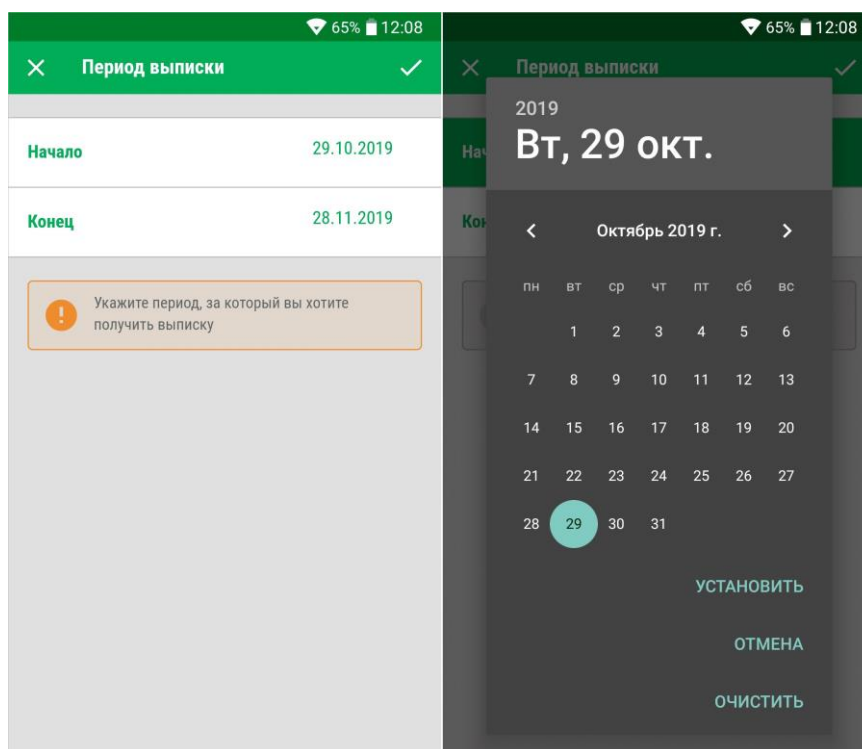 65% 12:08
Период выписки
Начало 29.10.2019
Конец 28.11.2019
Укажите период, за который вы хотите
получить выписку
65% 12:08
Период выписки
2019
Вт, 29 окт.
Нач
Кон
Октябрь 2019 г.
пн вт ср чт пт сб вс
1 2 3 4 5 6
7 8 9 10 11 12 13
14 15 16 17 18 19 20
21 22 23 24 25 26 27
28 29 30 31
УСТАНОВИТЬ
ОТМЕНА
ОЧИСТИТЬ